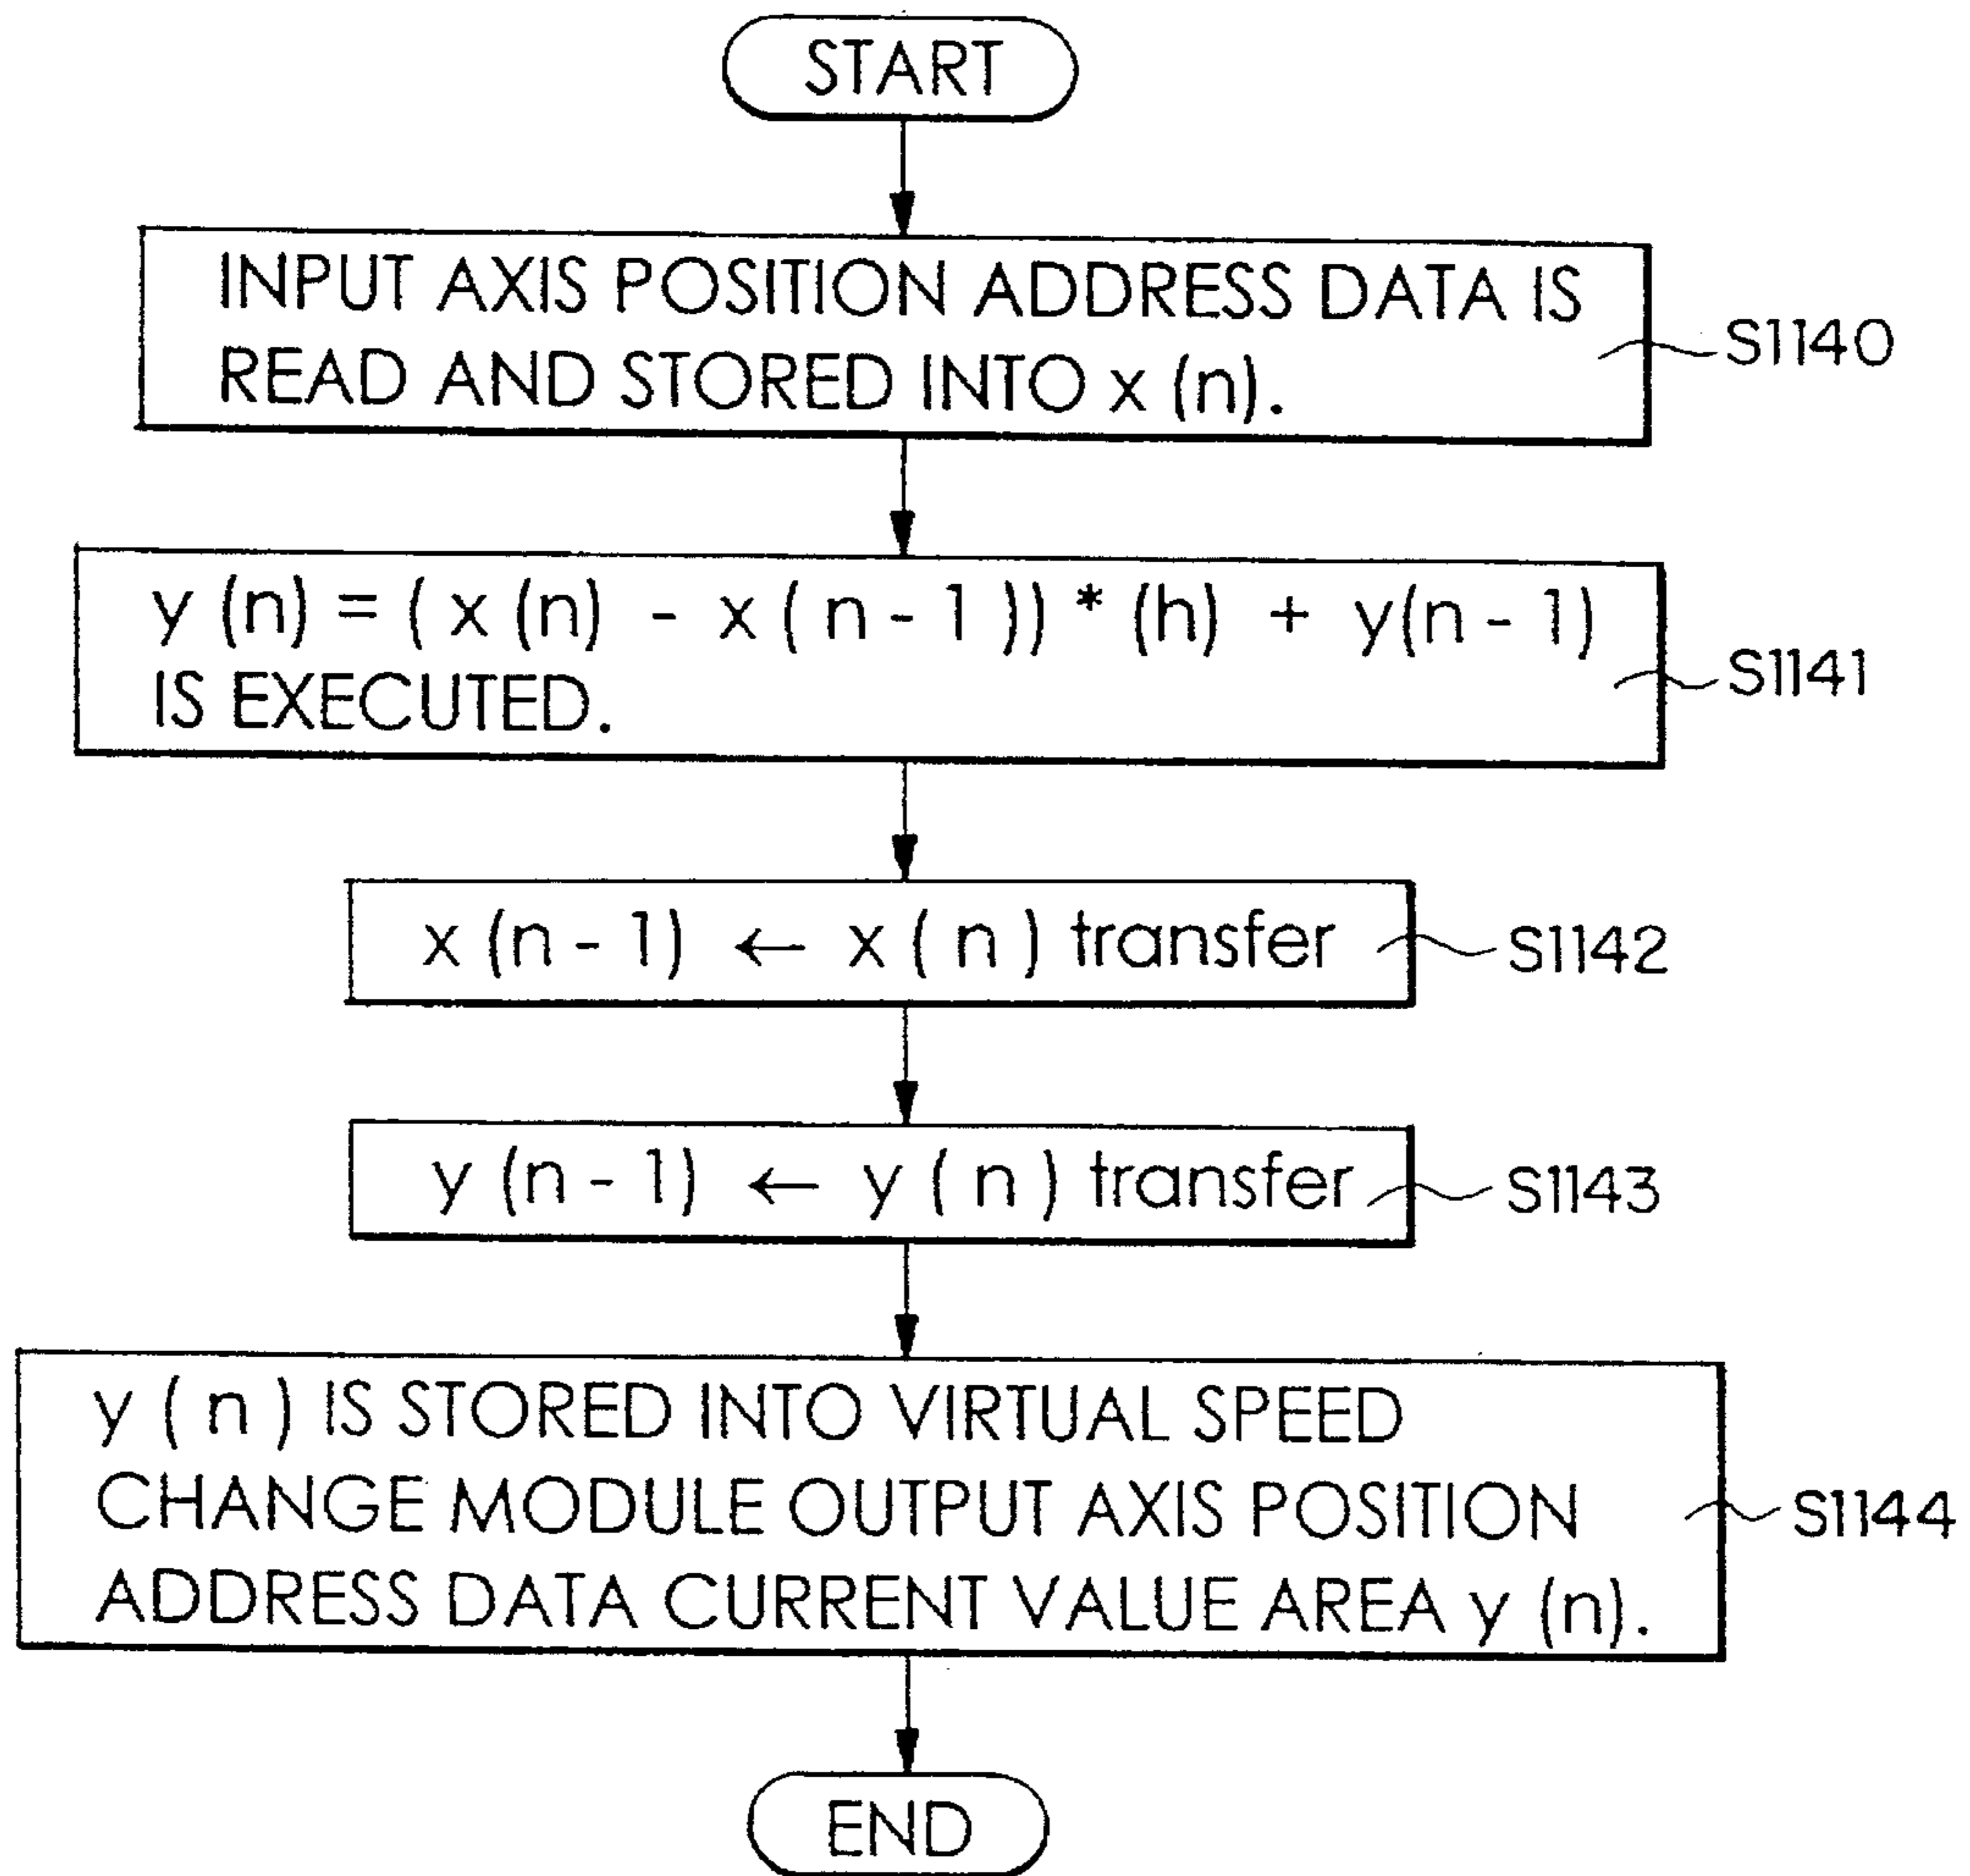 START
INPUT AXIS POSITION ADDRESS DATA IS
READ AND STORED INTO x (n).
S1140
y (n) = ( x (n) - x ( n - 1 )) * (h) + y(n - 1)
IS EXECUTED.
S1141
x (n - 1) ← x ( n ) transfer
S1142
y (n - 1) ← y ( n ) transfer
S1143
y ( n ) IS STORED INTO VIRTUAL SPEED
CHANGE MODULE OUTPUT AXIS POSITION
ADDRESS DATA CURRENT VALUE AREA y (n).
S1144
END